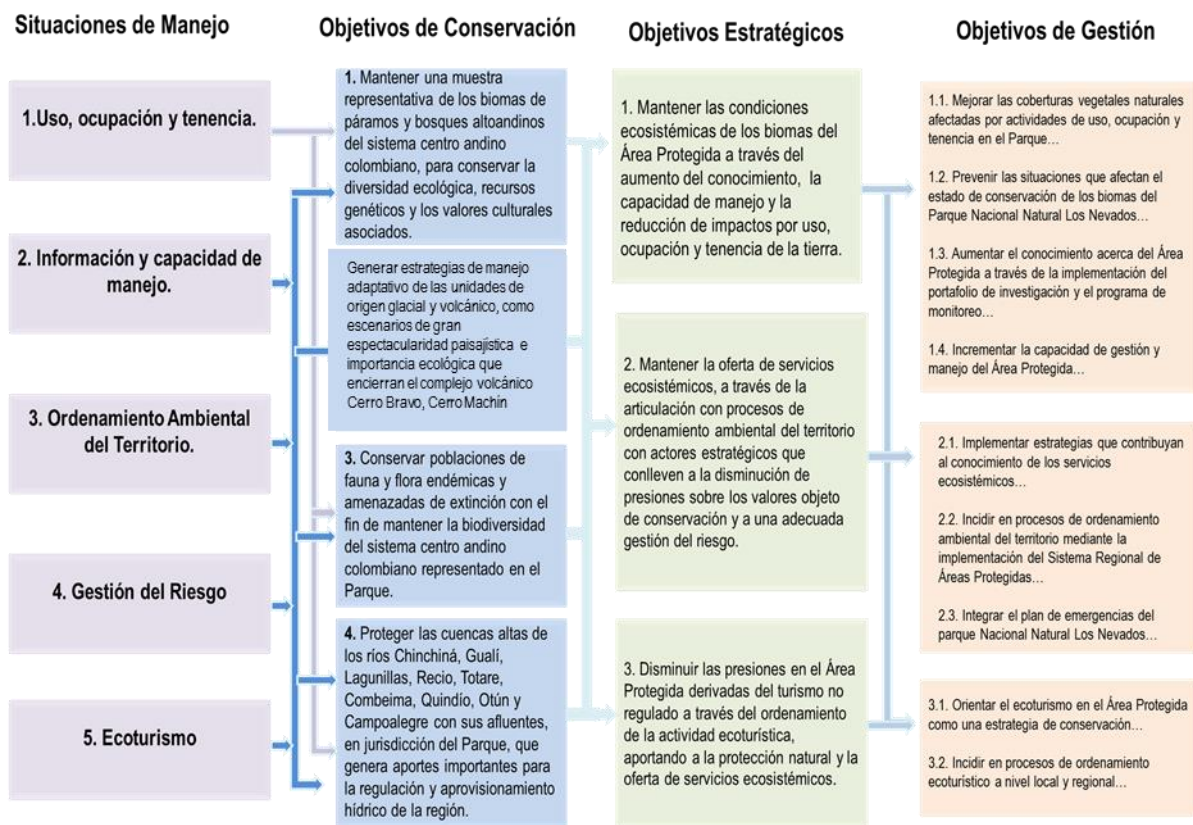 Situaciones de Manejo
1.Uso, ocupación y tenencia.
2. Información y capacidad de
manejo.
3. Ordenamiento Ambiental
del Territorio.
4. Gestión del Riesgo
5. Ecoturismo
Objetivos de Conservación
1. Mantener una muestra
representativa de los biomas de
páramos y bosques altoandinos
del sistema centro andino
colombiano, para conservar la
diversidad ecológica, recursos
genéticos y los valores culturales
asociados.
Generar estrategias de manejo
adaptativo de las unidades de
origen glacial y volcánico, como
escenarios de gran
espectacularidad paisajística e
importancia ecológica que
encierran el complejo volcánico
Cerro Bravo, Cerro Machín
3. Conservar poblaciones de
fauna y flora endémicas y
amenazadas de extinción con el
fin de mantener la biodiversidad
del sistema centro andino
colombiano representado en el
Parque.
4. Proteger las cuencas altas de
los ríos Chinchiná, Gualí,
Lagunillas, Recio, Totare,
Combeima, Quindío, Otún y
Campoalegre con sus afluentes,
en jurisdicción del Parque, que
genera aportes importantes para
la regulación y aprovisionamiento
hídrico de la región.
Objetivos Estratégicos
1. Mantener las condiciones
ecosistémicas de los biomas del
Área Protegida a través del
aumento del conocimiento, la
capacidad de manejo y la
reducción de impactos por uso,
ocupación y tenencia de la tierra.
2. Mantener la oferta de servicios
ecosistémicos, a través de la
articulación con procesos de
ordenamiento ambiental del territorio
con actores estratégicos que
conlleven a la disminución de
presiones sobre los valores objeto
de conservación y a una adecuada
gestión del riesgo.
3. Disminuir las presiones en el Área
Protegida derivadas del turismo no
regulado a través del ordenamiento
de la actividad ecoturística,
aportando a la protección natural y la
oferta de servicios ecosistémicos.
Objetivos de Gestión
1.1. Mejorar las coberturas vegetales naturales
afectadas por actividades de uso, ocupación y
tenencia en el Parque…
1.2. Prevenir las situaciones que afectan el
estado de conservación de los biomas del
Parque Nacional Natural Los Nevados…
1.3. Aumentar el conocimiento acerca del Área
Protegida a través de la implementación del
portafolio de investigación y el programa de
monitoreo…
1.4. Incrementar la capacidad de gestión y
manejo del Área Protegida…
2.1. Implementar estrategias que contribuyan
al conocimiento de los servicios
ecosistémicos…
2.2. Incidir en procesos de ordenamiento
ambiental del territorio mediante la
implementación del Sistema Regional de
Áreas Protegidas…
2.3. Integrar el plan de emergencias del
parque Nacional Natural Los Nevados…
3.1. Orientar el ecoturismo en el Área Protegida
como una estrategia de conservación…
3.2. Incidir en procesos de ordenamiento
ecoturístico a nivel local y regional…